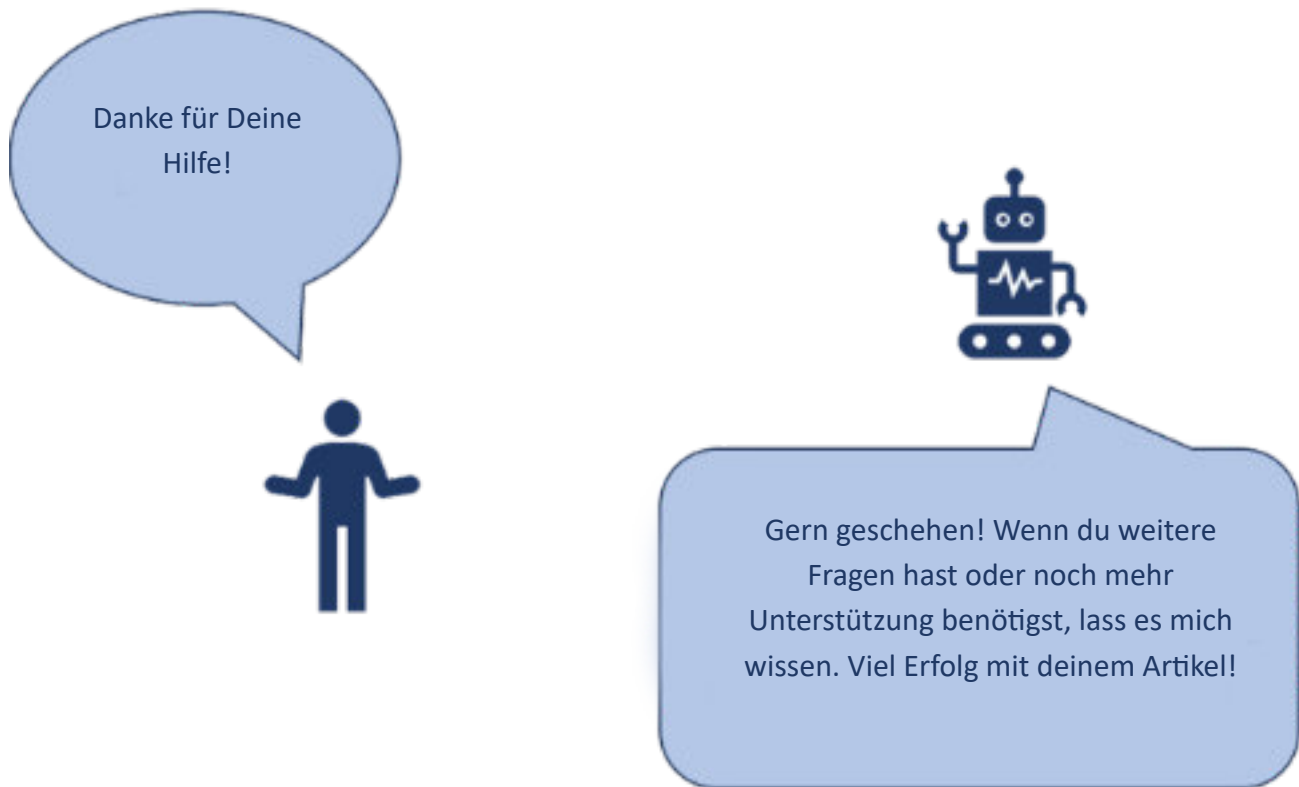 Danke für Deine
Hilfe!
Gern geschehen! Wenn du weitere
Fragen hast oder noch mehr
Unterstützung benötigst, lass es mich
wissen. Viel Erfolg mit deinem Artikel!